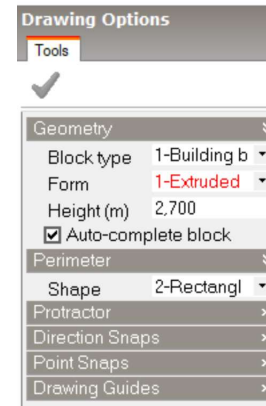 Drawing Options
Tools
Geometry
Block type 1-Building b
Form 1-Extruded
Height (m) 2,700
Auto-complete block
Perimeter
Shape 2-Rectangl
Protractor
Direction Snaps
Point Snaps
Drawing Guides